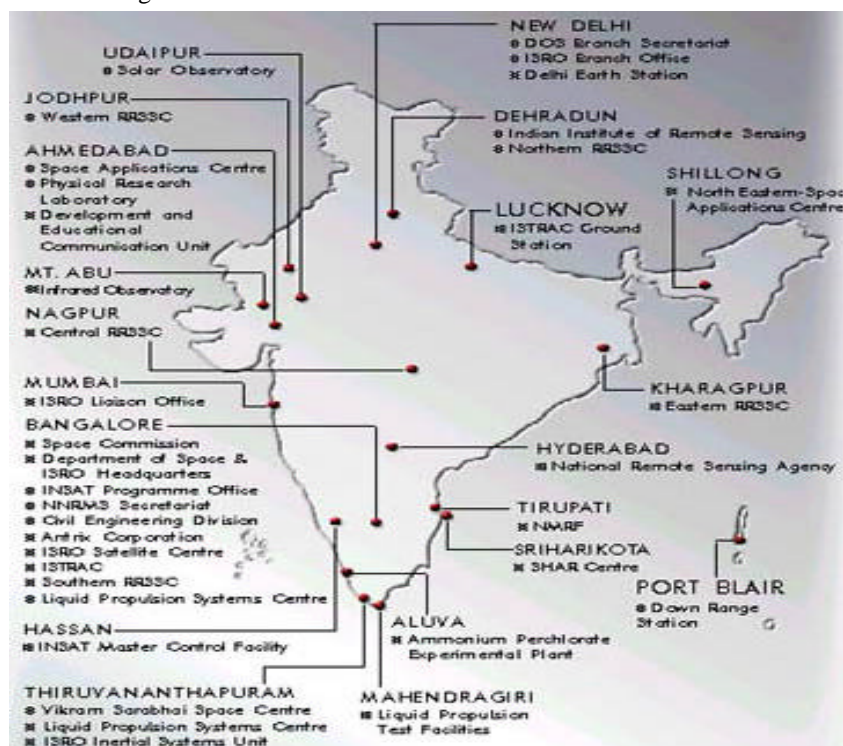 NEW DELHI
DOS Branch Secretariat
ISRO Branch Office
Delhi Earth Station
UDAIPUR
Solar Observatory
JODHPUR
Western RRSSC
DEHRADUN
Indian Institute of Remote Sensing
Northern RRSSC
AHMEDABAD
Space Applications Centre
Physical Research
Laboratory
Development and
Educational
Communication Unit
SHILLONG
North Eastern-Spac
Applications Centre
LUCKNOW
ISTRAC Ground
Station
MT. ABU
Infrared Observatay
NAGPUR
Central RRSSC
MUMBAI
ISRO Liaison Office
KHARAGPUR
Eastern RRSSC
BANGALORE
Space Commission
Department of Space &
ISRO Headquarters
INSAT Programme Office
NNRMS Secretariat
Civil Engineering Division
Antrix Corporation
ISRO Satellite Centre
ISTRAC
Southern RRSSC
Liquid Propulsion Systems Centre
HYDERABAD
National Remote Sensing Agency
TIRUPATI
NMRF
SRIHARIKOTA
SHAR Centre
PORT BLAIR
Down Range
Station
HASSAN
INSAT Master Control Facility
ALUVA
Ammonium Perchlorate
Experimental Plant
THIRUVANANTHAPURAM
Vikram Sarabhai Space Centre
Liquid Propulsion Systems Centre
ISRO Inertial Systems Unit
MAHENDRAGIRI
Liquid Propulsion
Test Facilities